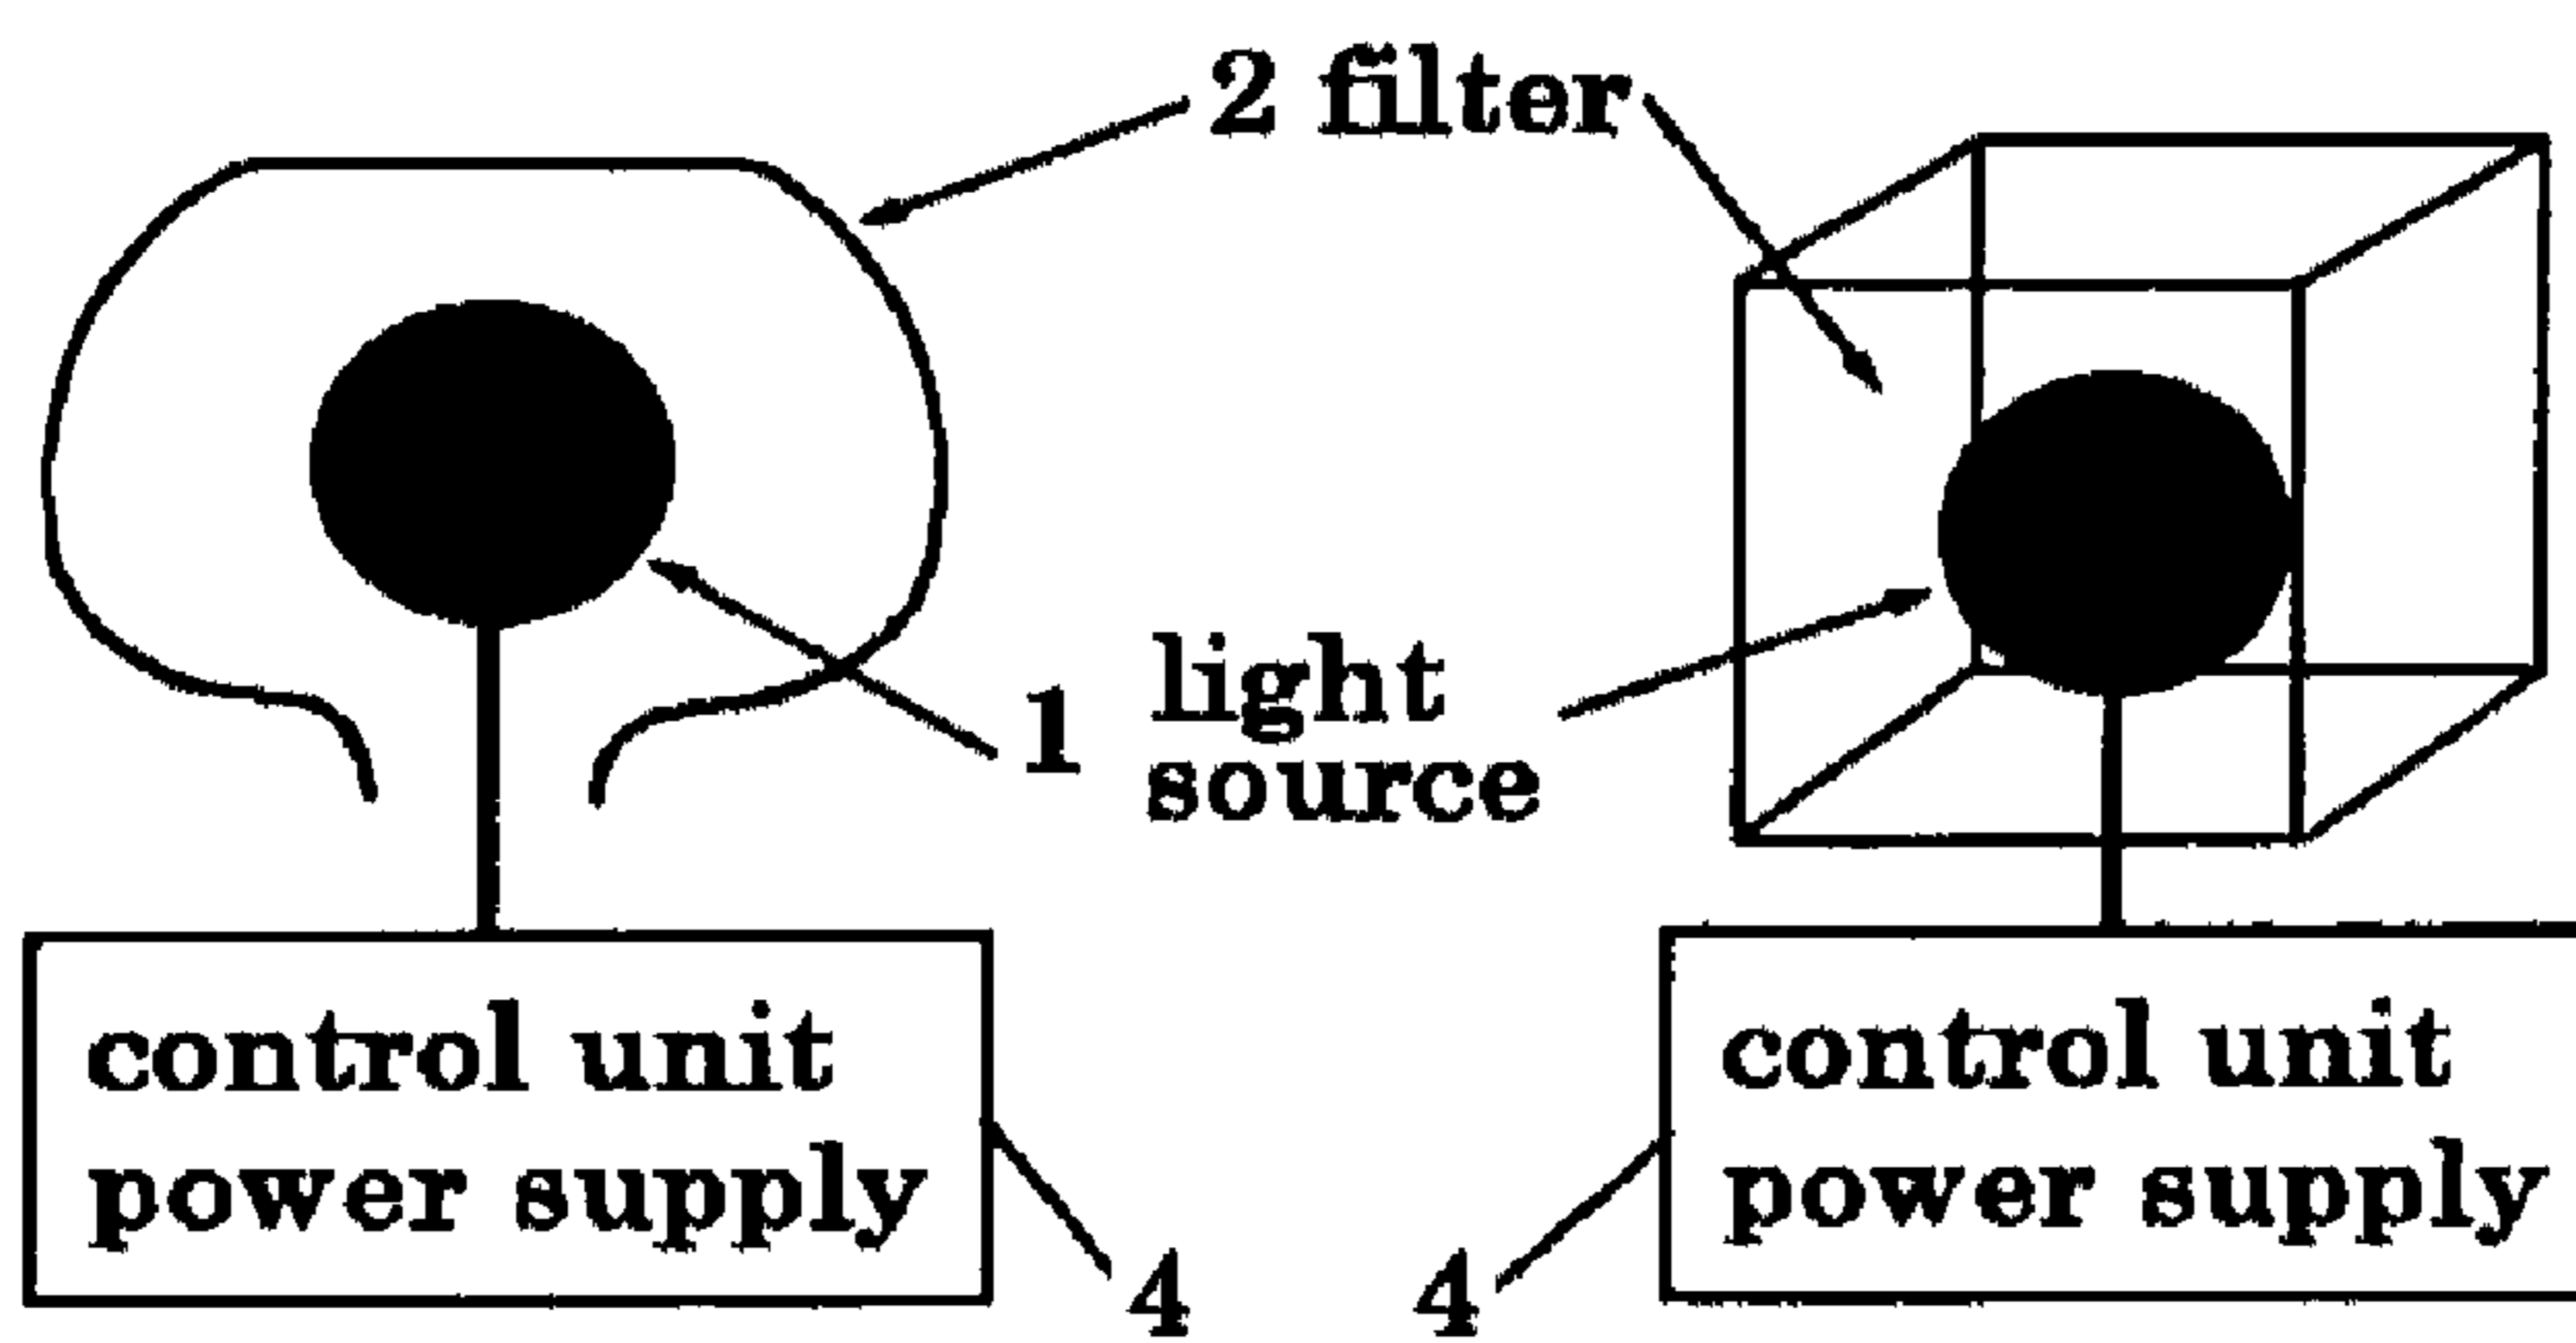 2 filter
1 light
source
control unit
power supply
4
control unit
power supply
4